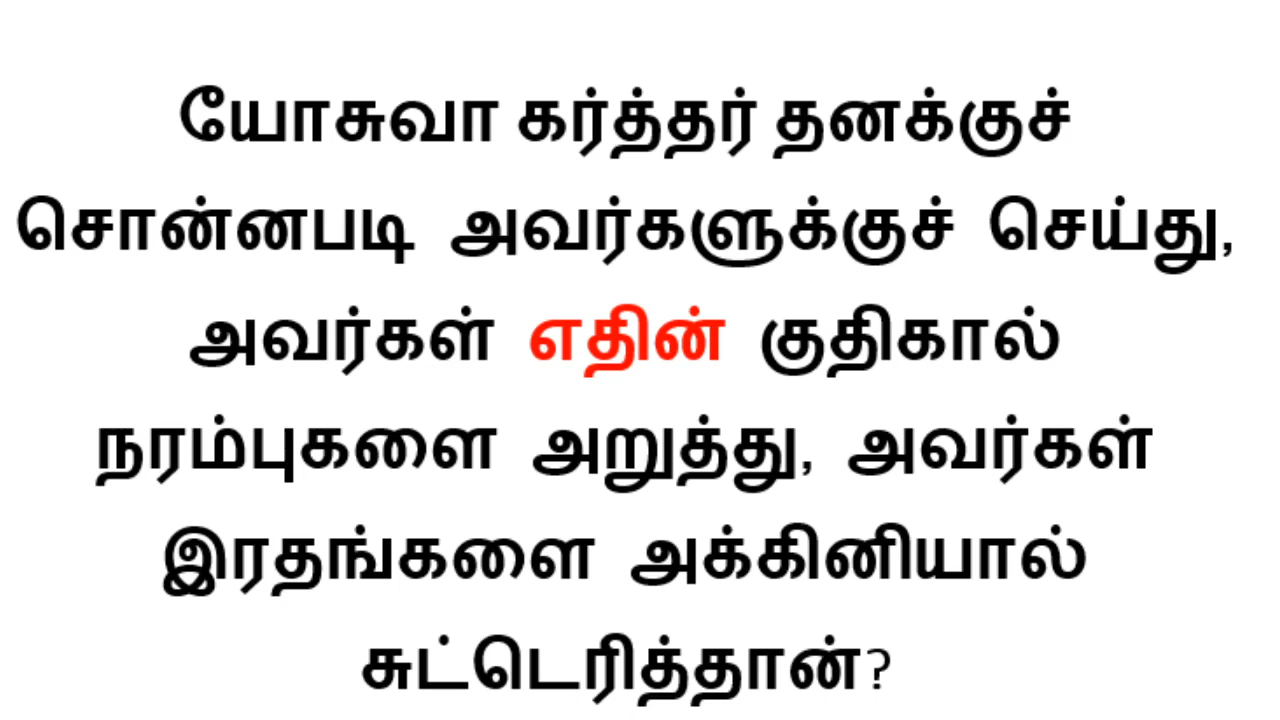 யோசுவா கர்த்தர் தனக்குச்
சொன்னபடி அவர்களுக்குச் செய்து,
அவர்கள் எதின் குதிகால்
நரம்புகளை அறுத்து, அவர்கள்
இரதங்களை அக்கினியால்
சுட்டெரித்தான்?